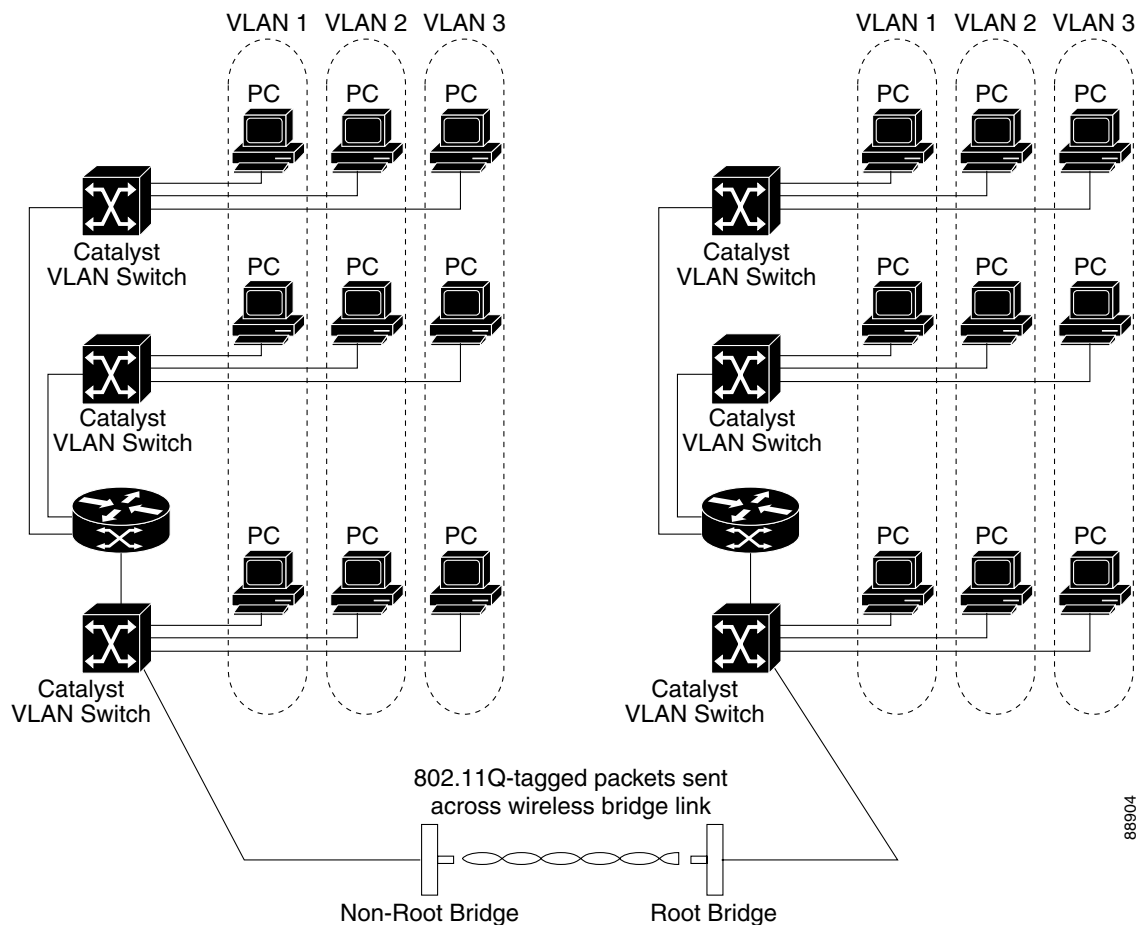 VLAN 1 VLAN 2 VLAN 3 VLAN 1 VLAN 2 VLAN 3
PC PC PC PC PC PC
Catalyst
VLAN Switch
Catalyst
VLAN Switch
PC PC PC PC PC PC
Catalyst
VLAN Switch
Catalyst
VLAN Switch
PC PC PC PC PC PC
Catalyst
VLAN Switch
Catalyst
VLAN Switch
802.11Q-tagged packets sent
across wireless bridge link
Non-Root Bridge Root Bridge
88904